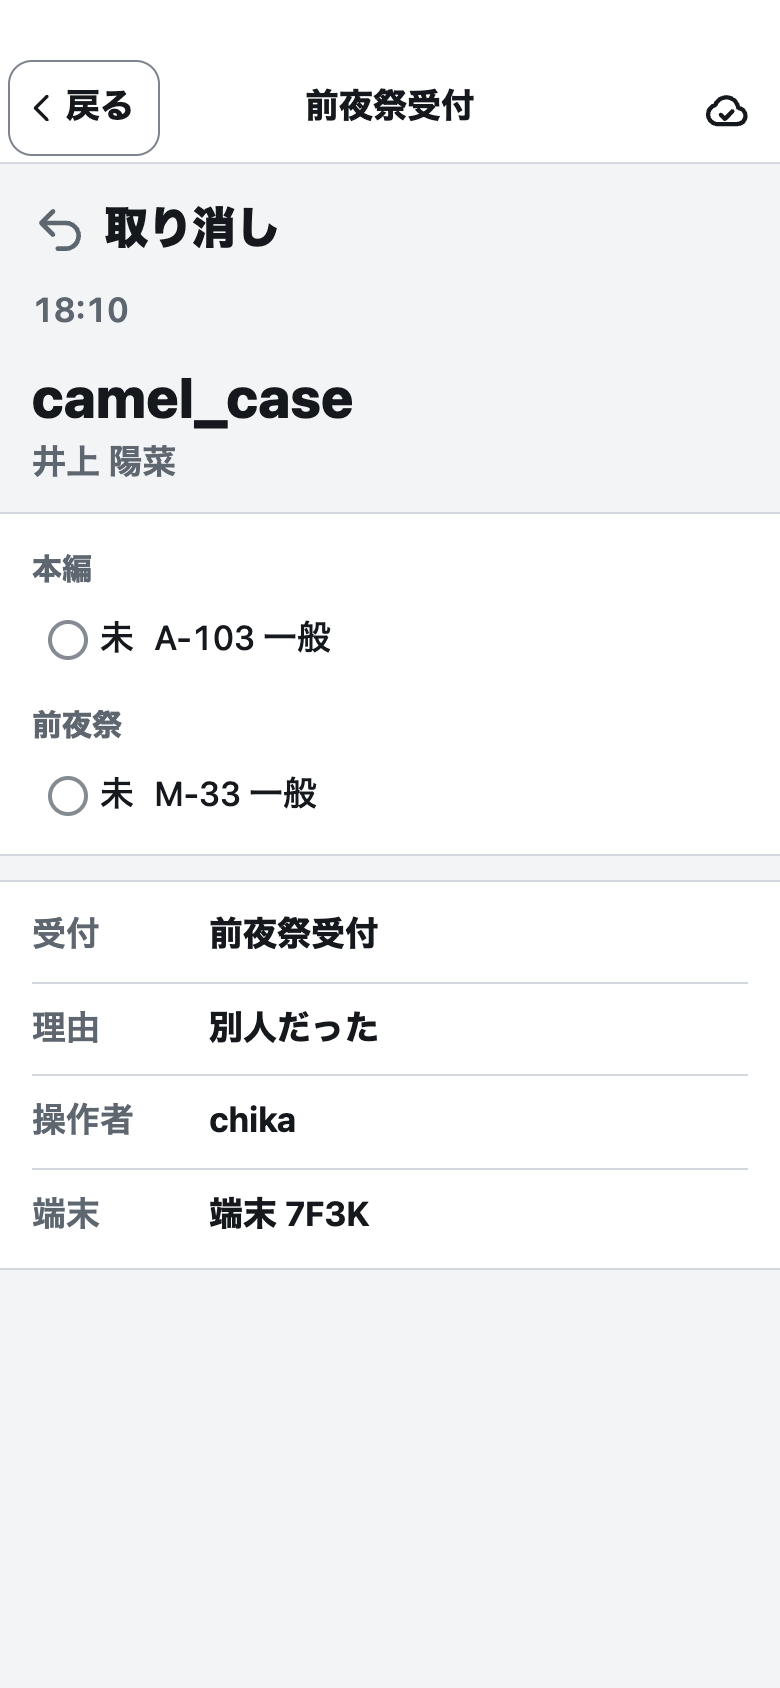 戻る
前夜祭受付
取り消し
18:10
camel_case
井上 陽菜
本編
未 A-103 一般
前夜祭
未 M-33 一般
受付 前夜祭受付
理由 別人だった
操作者 chika
端末 端末 7F3K